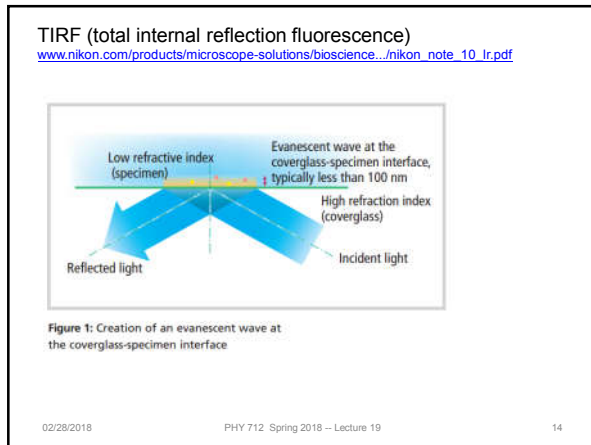 TIRF (total internal reflection fluorescence)
www.nikon.com/products/microscope-solutions/bioscience.../nikon_note_10_lr.pdf
Low refractive index
(specimen)
Evanescent wave at the
coverglass-specimen interface,
typically less than 100 nm
High refraction index
(coverglass)
Incident light
Reflected light
Figure 1: Creation of an evanescent wave at
the coverglass-specimen interface
02/28/2018
PHY 712 Spring 2018 -- Lecture 19
14